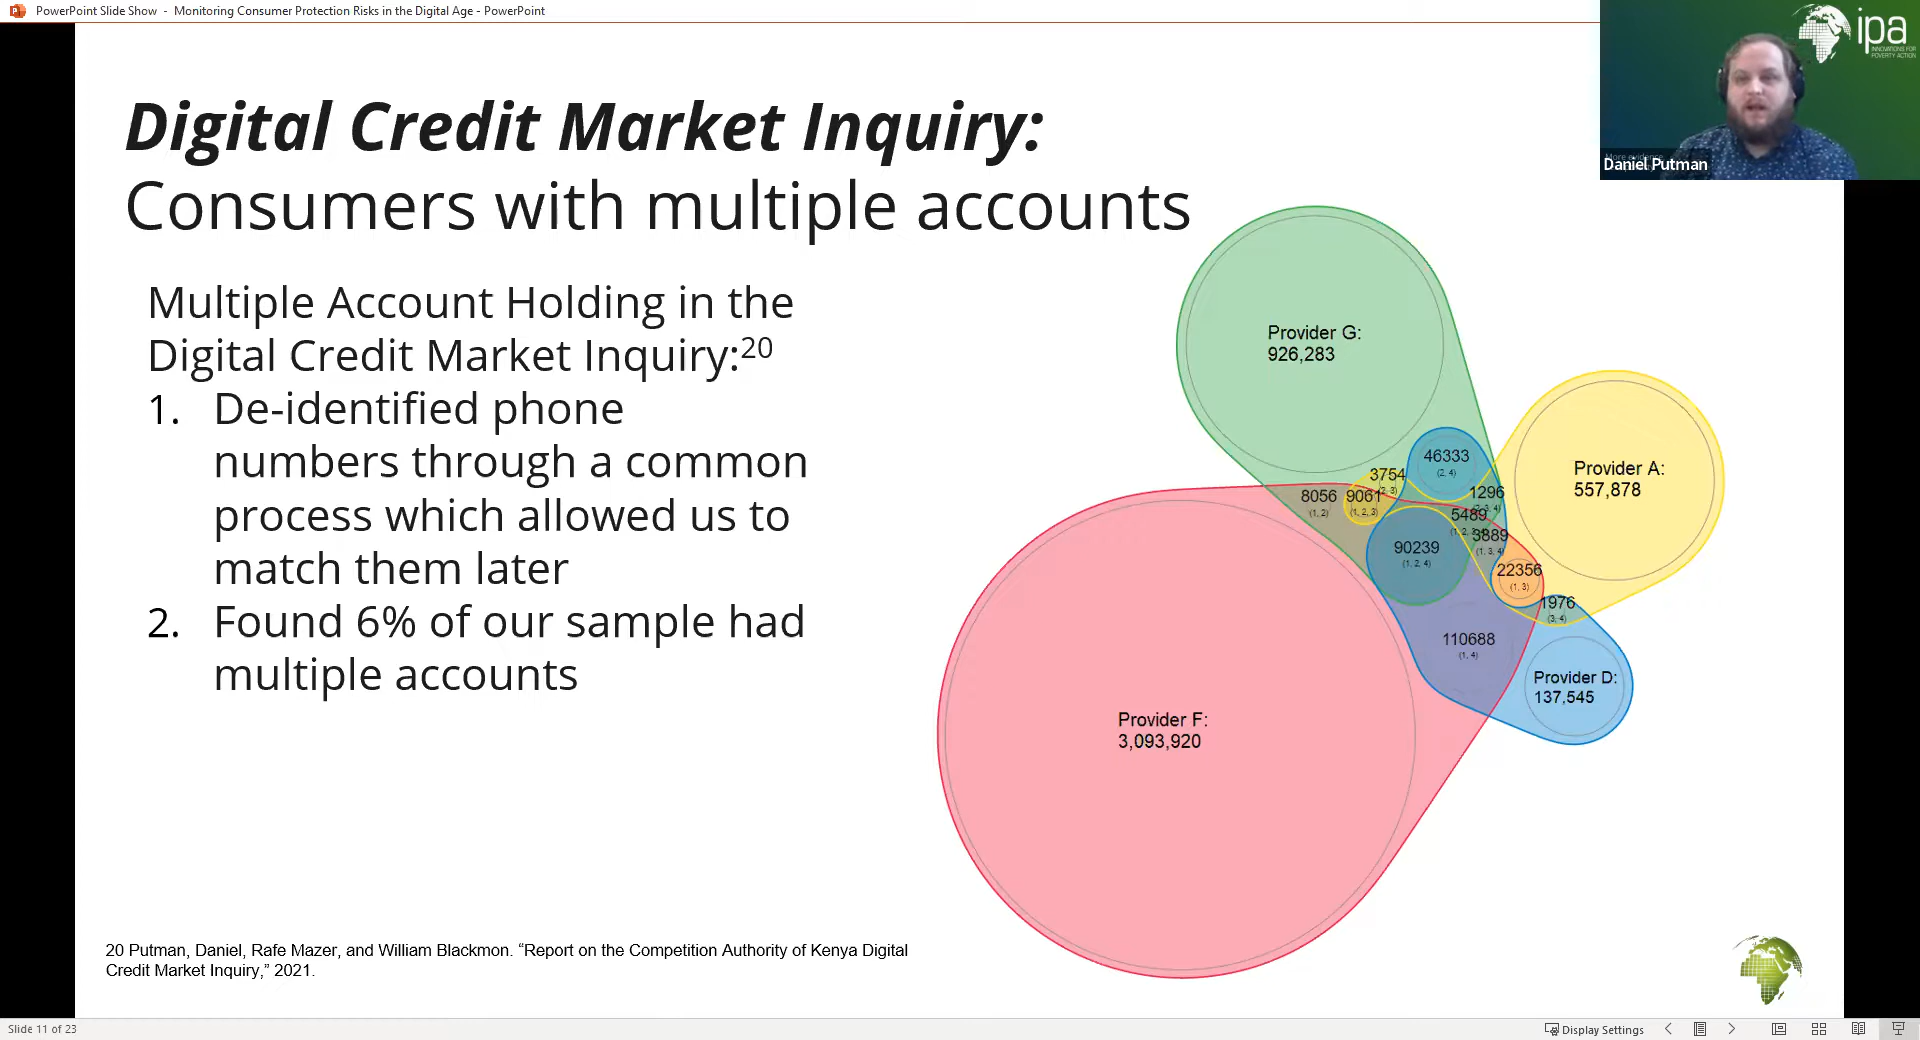 PowerPoint Slide Show - Monitoring Consumer Protection Risks in the Digital Age - PowerPoint
ipa
INNOVATIONS FOR
POVERTY ACTION
Daniel Putman
Digital Credit Market Inquiry:
Consumers with multiple accounts
Multiple Account Holding in the
Digital Credit Market Inquiry:20
1. De-identified phone
numbers through a common
process which allowed us to
match them later
2. Found 6% of our sample had
multiple accounts
Provider G:
926,283
Provider A:
557,878
46333
(2, 4)
3754
8056
(1, 2)
9061
(1, 2, 3)
1296
5489
3889
(1, 3, 4)
90239
(1, 2, 4)
22356
(1, 3)
1976
(3, 4)
110688
(1, 4)
Provider D:
137,545
Provider F:
3,093,920
20 Putman, Daniel, Rafe Mazer, and William Blackmon. “Report on the Competition Authority of Kenya Digital
Credit Market Inquiry,” 2021.
Slide 11 of 23
Display Settings